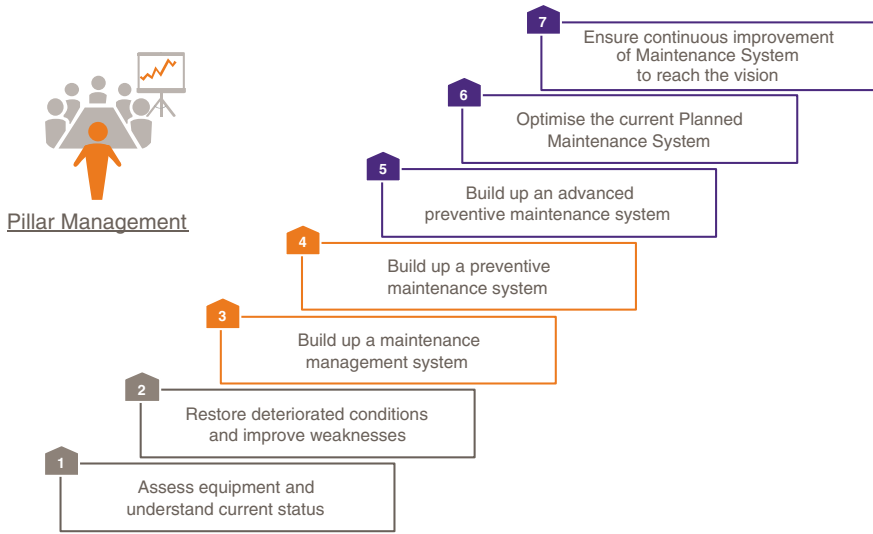 7
Ensure continuous improvement
of Maintenance System
to reach the vision
6
Optimise the current Planned
Maintenance System
5
Build up an advanced
preventive maintenance system
Pillar Management
4
Build up a preventive
maintenance system
3
Build up a maintenance
management system
2
Restore deteriorated conditions
and improve weaknesses
1
Assess equipment and
understand current status